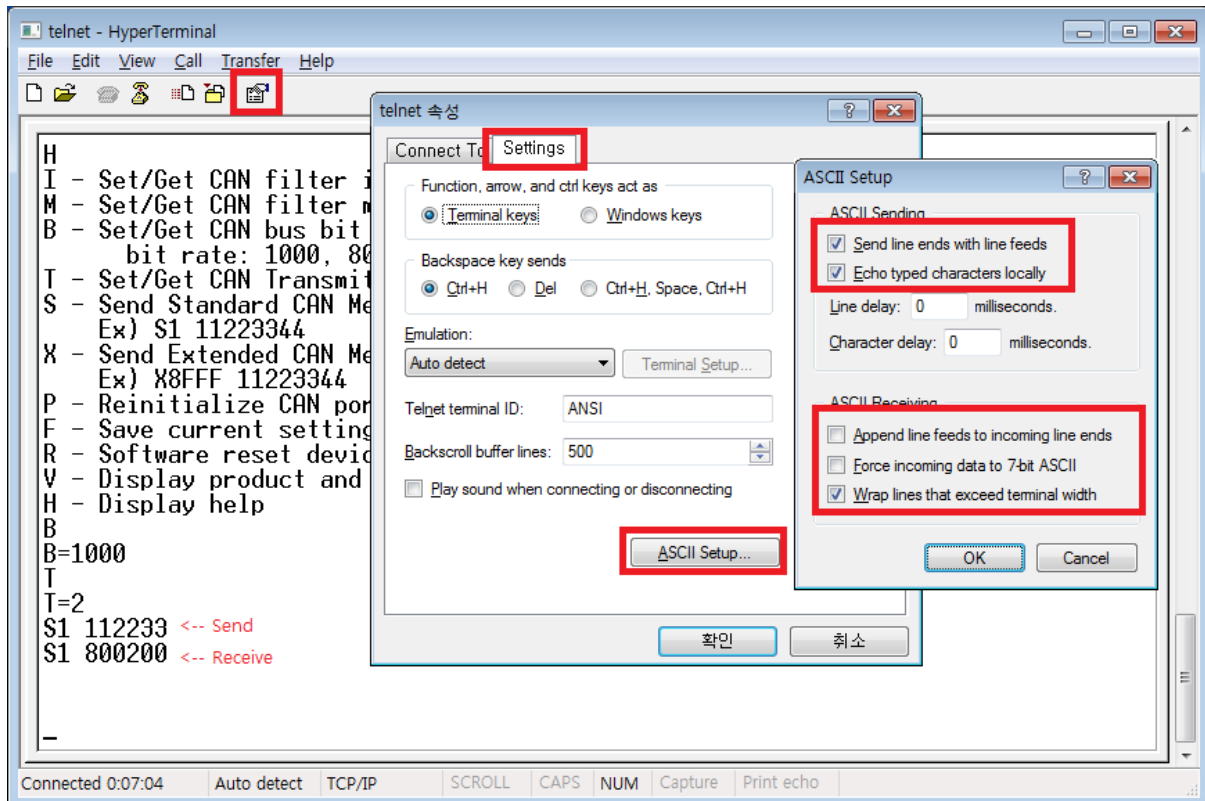 telnet - HyperTerminal
File Edit View Call Transfer Help
H
I - Set/Get CAN filter i
M - Set/Get CAN filter m
B - Set/Get CAN bus bit
bit rate: 1000, 80
T - Set/Get CAN Transmit
S - Send Standard CAN Me
Ex) S1 11223344
X - Send Extended CAN Me
Ex) X8FFF 11223344
P - Reinitialize CAN por
F - Save current setting
R - Software reset devic
V - Display product and
H - Display help
B
B=1000
T
T=2
S1 112233 <-- Send
S1 800200 <-- Receive
telnet 속성
Connect To Settings
Function, arrow, and ctrl keys act as
Terminal keys Windows keys
Backspace key sends
Ctrl+H Del Ctrl+H, Space, Ctrl+H
Emulation:
Auto detect Terminal Setup...
Telnet terminal ID: ANSI
Backscroll buffer lines: 500
Play sound when connecting or disconnecting
ASCII Setup...
확인 취소
ASCII Setup
ASCII Sending
Send line ends with line feeds
Echo typed characters locally
Line delay: 0 milliseconds.
Character delay: 0 milliseconds.
ASCII Receiving
Append line feeds to incoming line ends
Force incoming data to 7-bit ASCII
Wrap lines that exceed terminal width
OK Cancel
Connected 0:07:04 Auto detect TCP/IP SCROLL CAPS NUM Capture Print echo